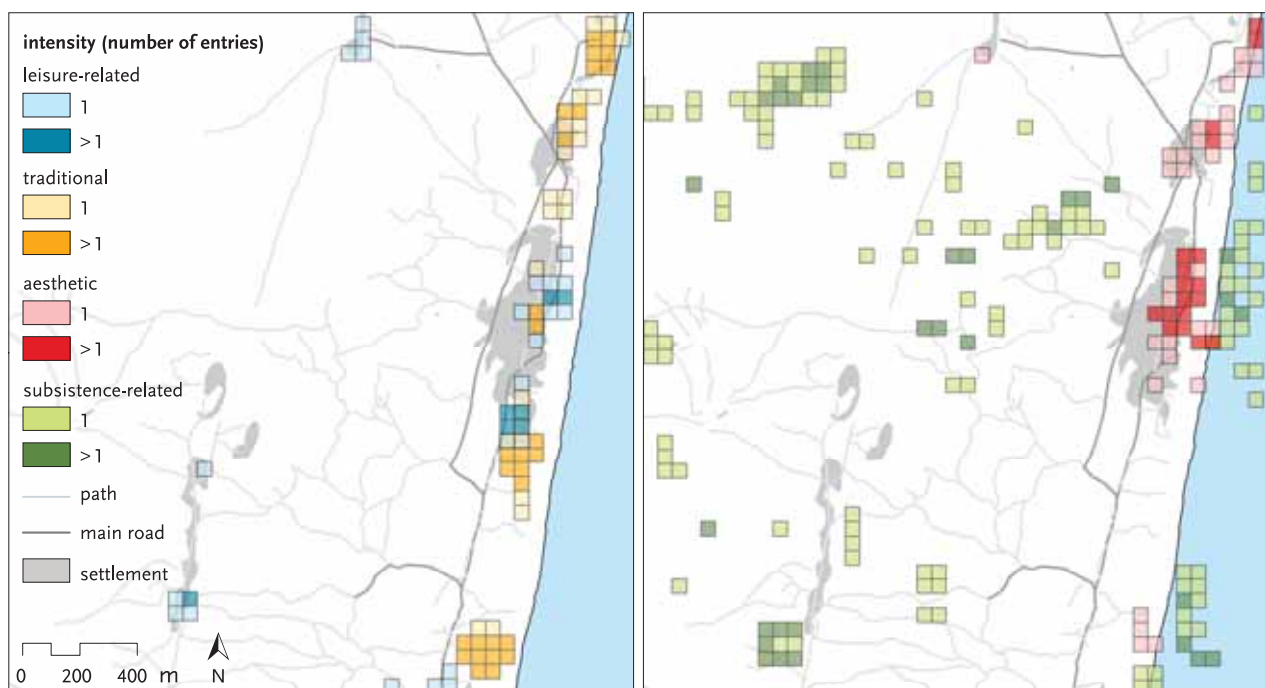 intensity (number of entries)
leisure-related
1
>1
traditional
1
>1
aesthetic
1
>1
subsistence-related
1
>1
path
main road
settlement
0 200 400 m N